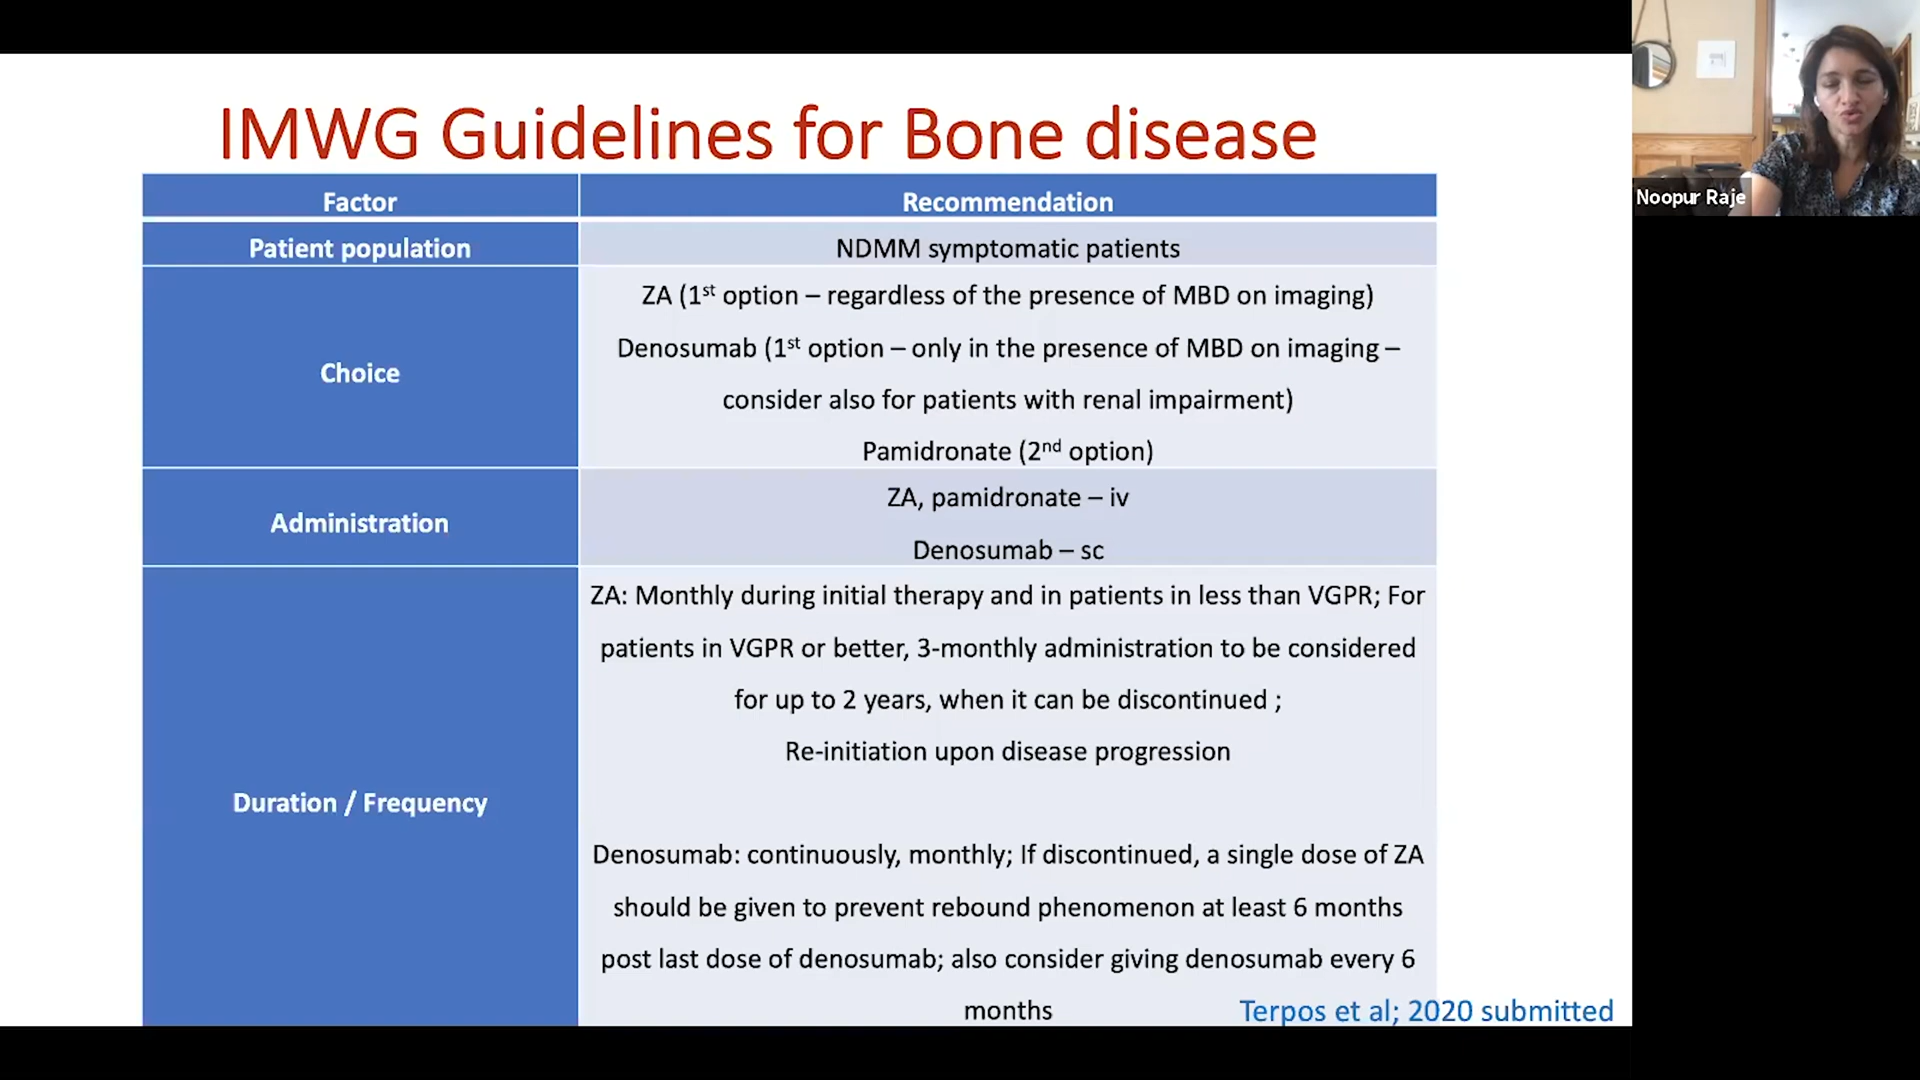 IMWG Guidelines for Bone disease
Factor
Recommendation
Patient population
NDMM symptomatic patients
Choice
ZA (1st option – regardless of the presence of MBD on imaging)
Denosumab (1st option – only in the presence of MBD on imaging –
consider also for patients with renal impairment)
Pamidronate (2nd option)
Administration
ZA, pamidronate – iv
Denosumab – sc
Duration / Frequency
ZA: Monthly during initial therapy and in patients in less than VGPR; For
patients in VGPR or better, 3-monthly administration to be considered
for up to 2 years, when it can be discontinued ;
Re-initiation upon disease progression
Denosumab: continuously, monthly; If discontinued, a single dose of ZA
should be given to prevent rebound phenomenon at least 6 months
post last dose of denosumab; also consider giving denosumab every 6
months
Terpos et al; 2020 submitted
Noopur Raje